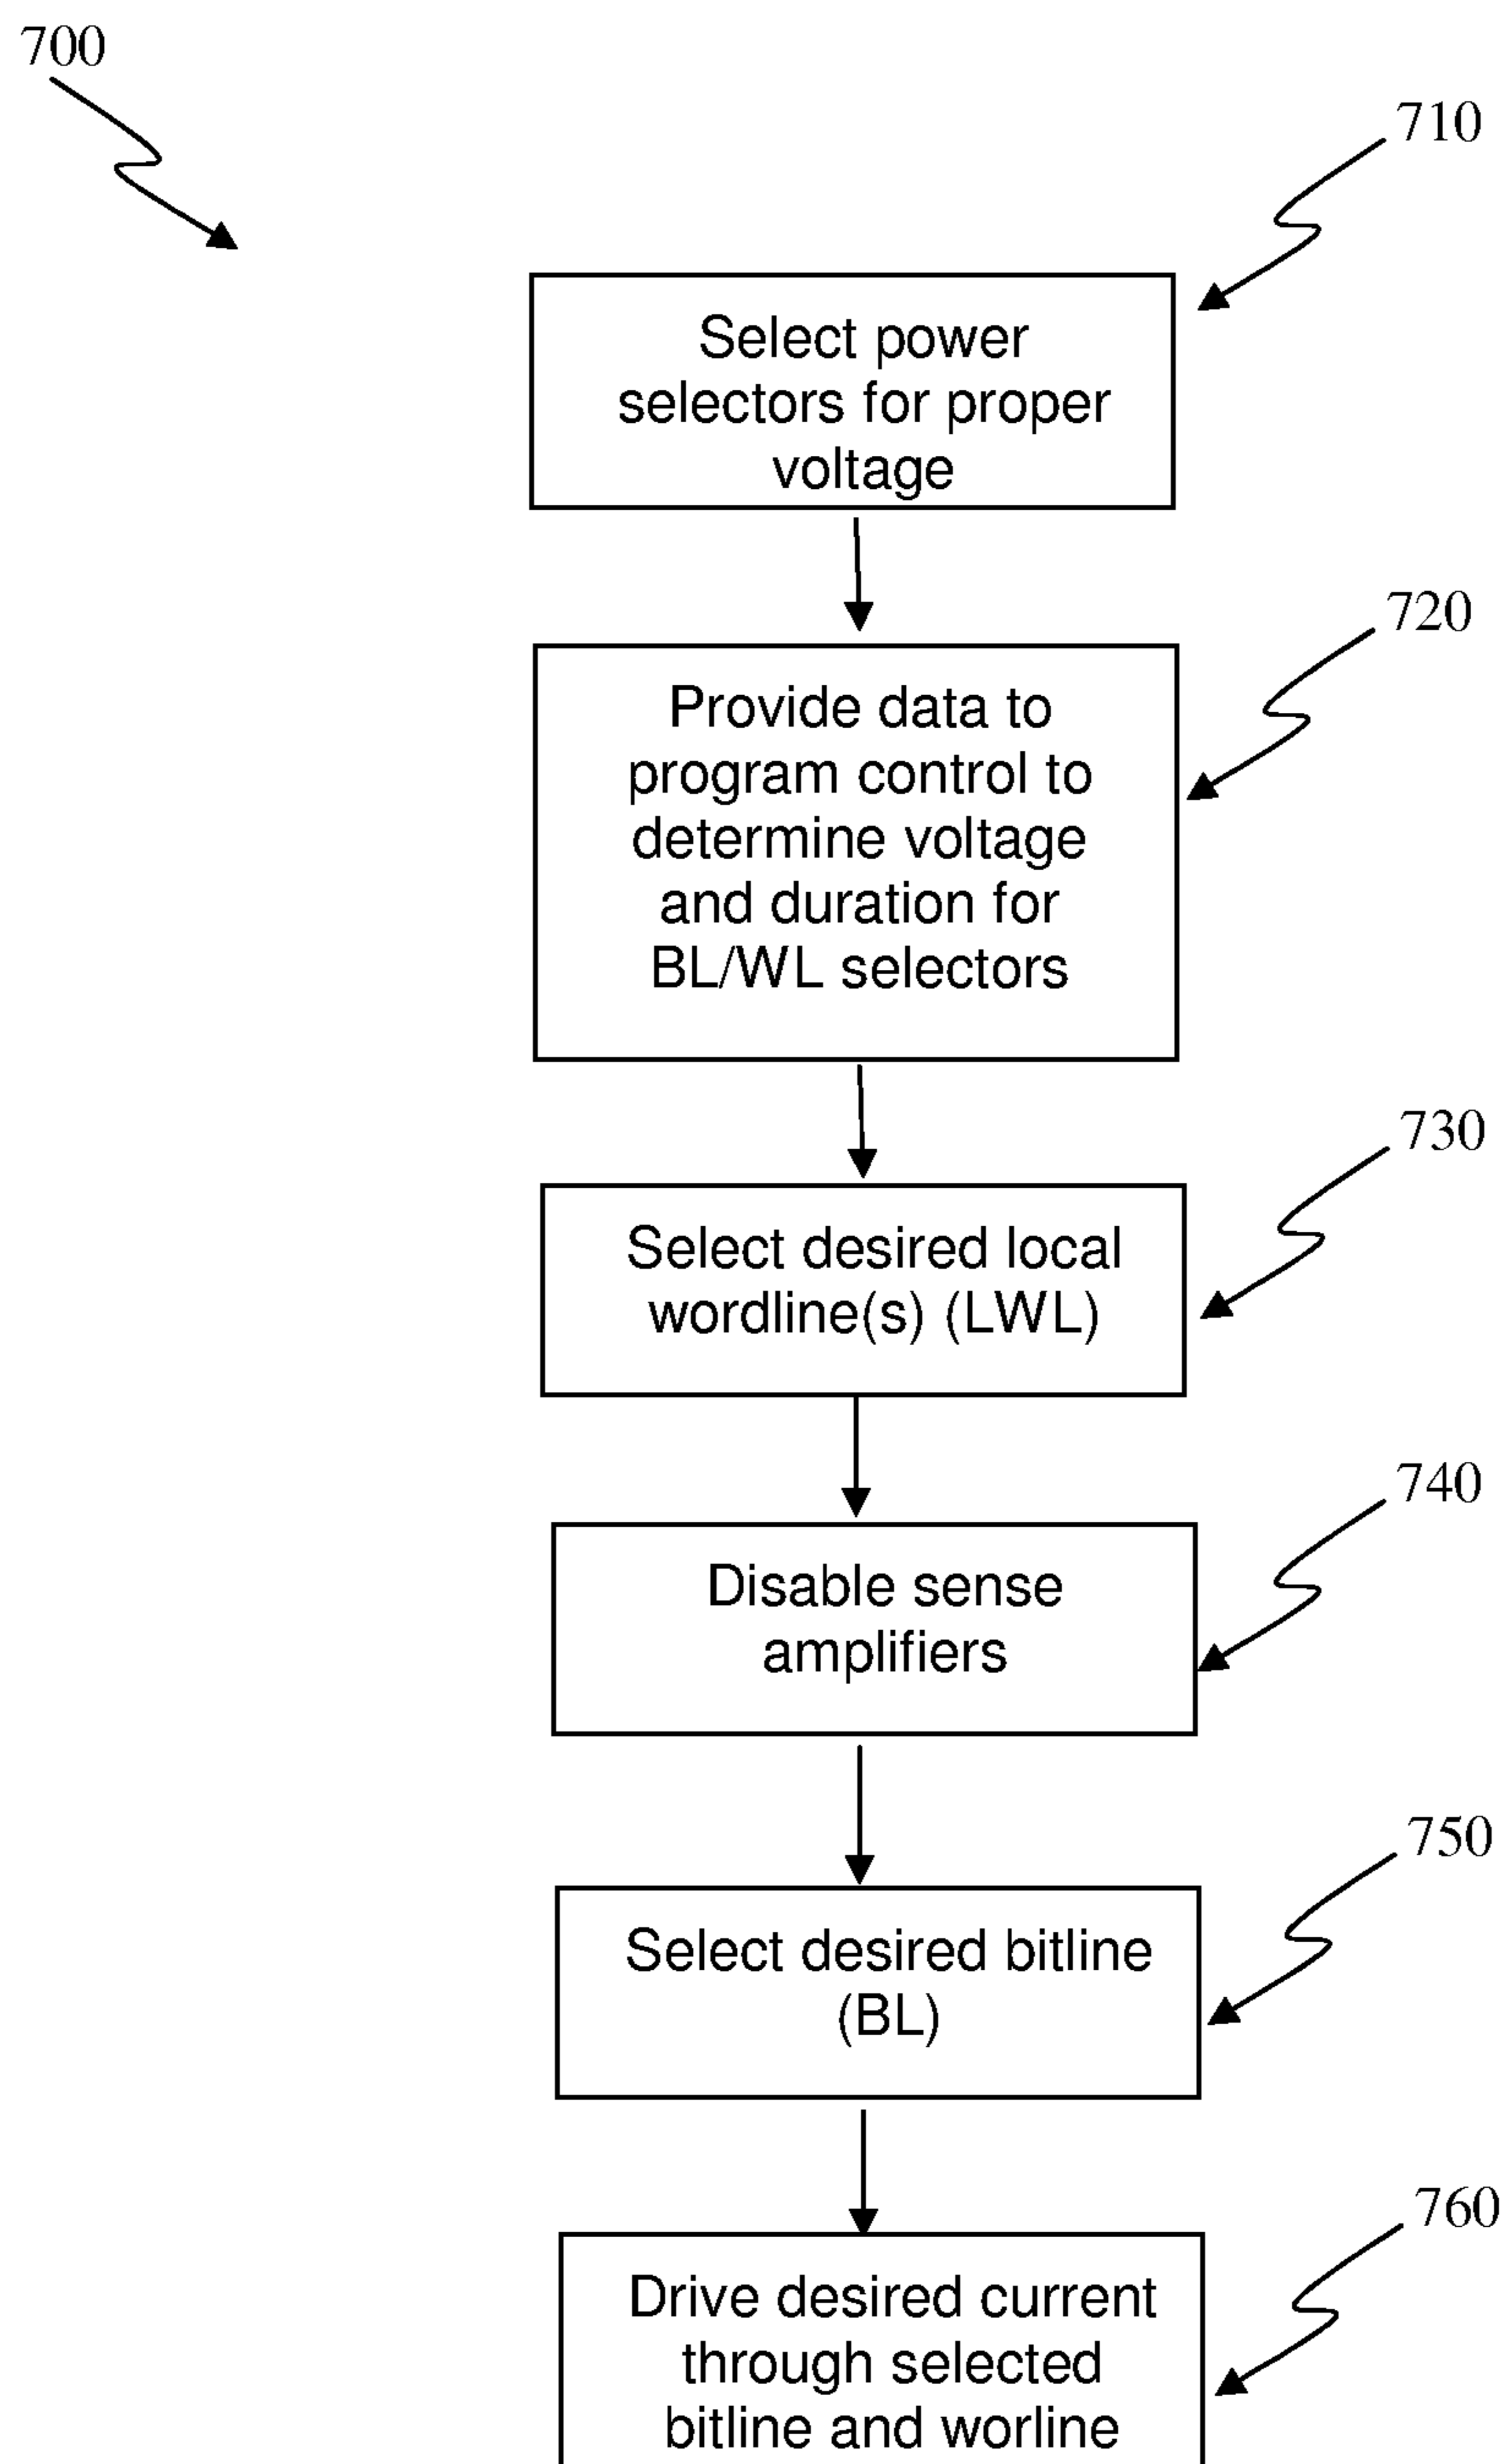 700
710
Select power
selectors for proper
voltage
720
Provide data to
program control to
determine voltage
and duration for
BL/WL selectors
730
Select desired local
wordline(s) (LWL)
740
Disable sense
amplifiers
750
Select desired bitline
(BL)
760
Drive desired current
through selected
bitline and worline